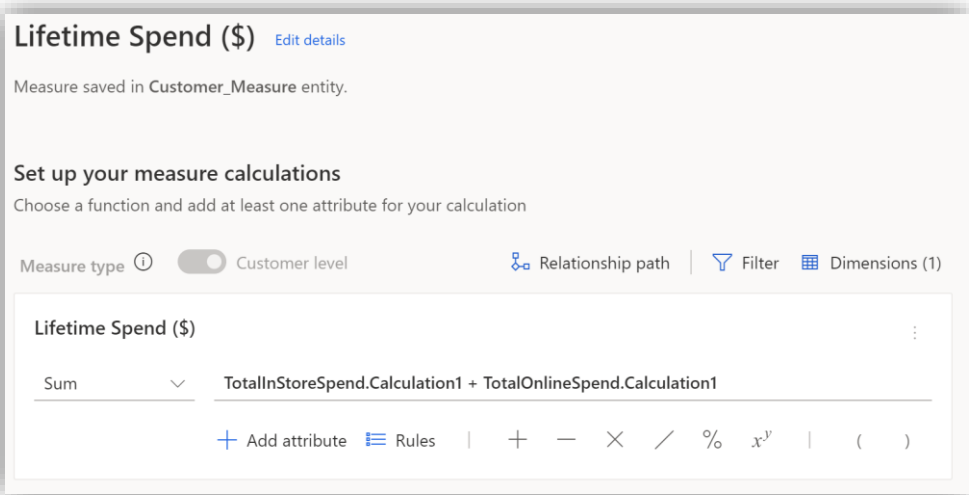 Lifetime Spend ($) Edit details
Measure saved in Customer_Measure entity.
Set up your measure calculations
Choose a function and add at least one attribute for your calculation
Measure type Customer level Relationship path Filter Dimensions (1)
Lifetime Spend ($)
Sum TotalInStoreSpend.Calculation1 + TotalOnlineSpend.Calculation1
+ Add attribute Rules + − × / % xʸ ( )